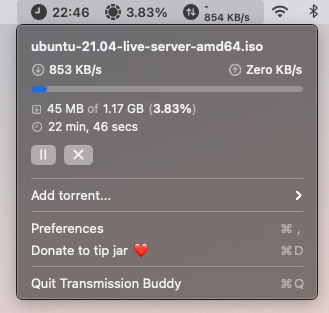 22:46 3.83% - 854 KB/s
ubuntu-21.04-live-server-amd64.iso
853 KB/s Zero KB/s
45 MB of 1.17 GB (3.83%)
22 min, 46 secs
Add torrent...
Preferences ⌘ ,
Donate to tip jar ❤️ ⌘ D
Quit Transmission Buddy ⌘ Q